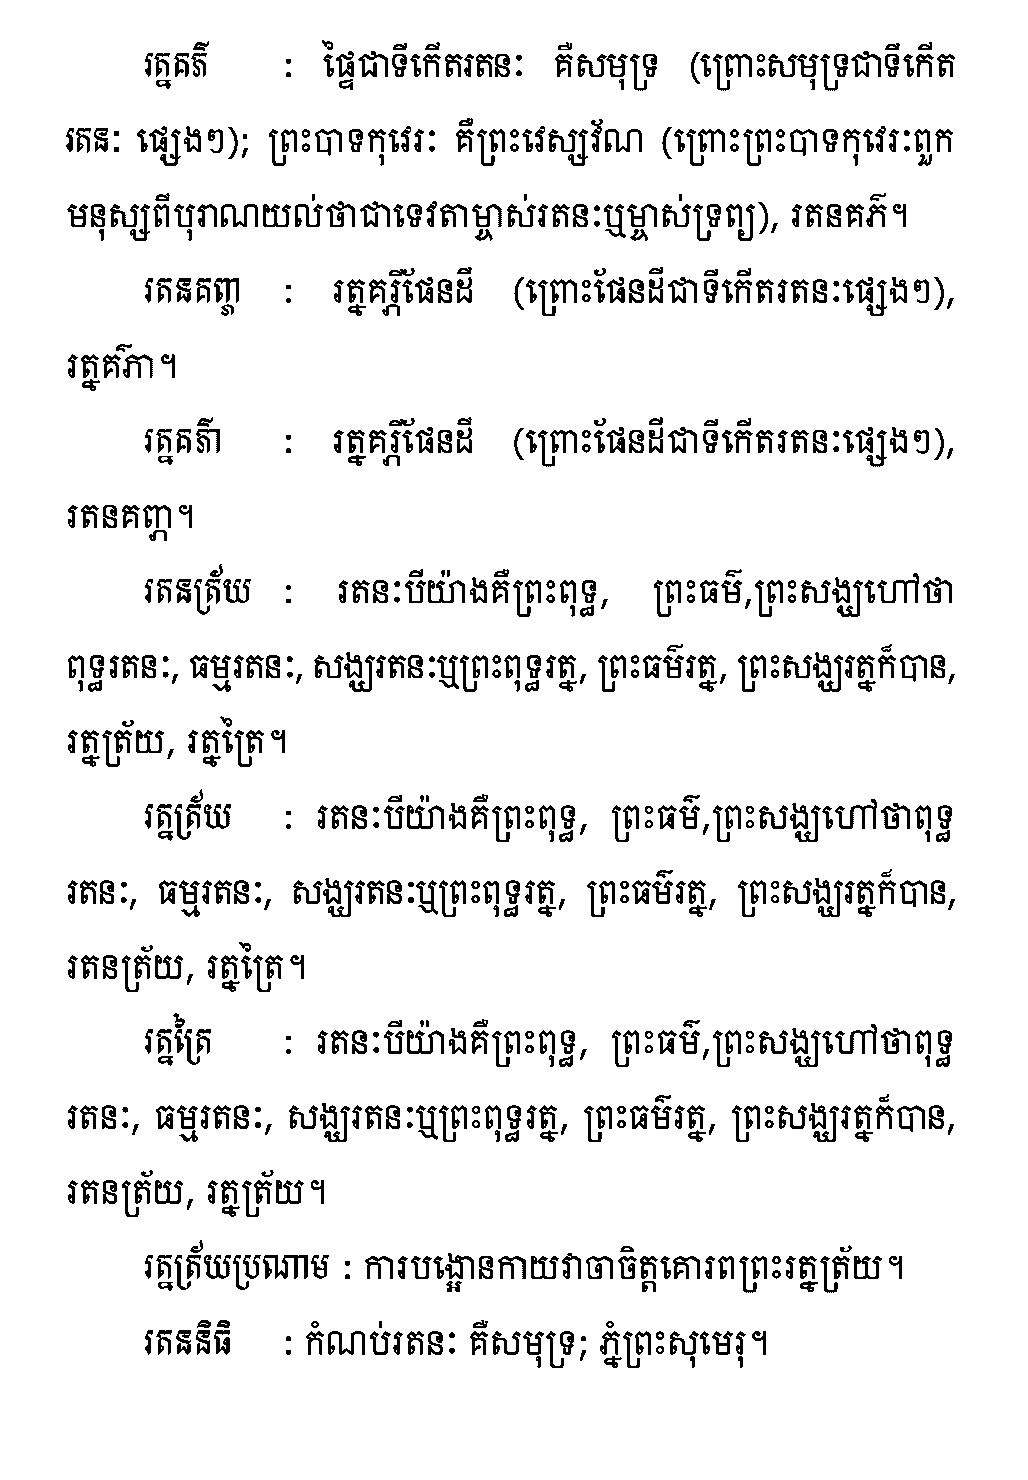 រត្នគភ៌ : ផ្ទៃជាទីកើតរតនៈ គឺសមុទ្រ (ព្រោះសមុទ្រជាទីកើត
រតនៈ ផ្សេងៗ); ព្រះបាទកុវេរៈ គឺព្រះវេស្សវ័ណ (ព្រោះព្រះបាទកុវេរៈពួក
មនុស្សពីបុរាណយល់ថាជាទេវតាម្ចាស់រតនៈឬម្ចាស់ទ្រព្យ), រតនគភ៌។
រតនគញ្ភា : រត្នគរ្ភីផែនដី (ព្រោះផែនដីជាទីកើតរតនៈផ្សេងៗ),
រត្នគភ៌ា។
រត្នគភ៌ា : រត្នគរ្ភីផែនដី (ព្រោះផែនដីជាទីកើតរតនៈផ្សេងៗ),
រតនគញ្ភ។
រតនត្រ័យ : រតនៈបីយ៉ាងគឺព្រះពុទ្ធ, ព្រះធម៌,ព្រះសង្ឃហៅថា
ពុទ្ធរតនៈ, ធម្មរតនៈ, សង្ឃរតនៈឬព្រះពុទ្ធរត្ន, ព្រះធម៌រត្ន, ព្រះសង្ឃរត្នក៏បាន,
រត្នត្រ័យ, រត្នត្រៃ។
រត្នត្រ័យ : រតនៈបីយ៉ាងគឺព្រះពុទ្ធ, ព្រះធម៌,ព្រះសង្ឃហៅថាពុទ្ធ
រតនៈ, ធម្មរតនៈ, សង្ឃរតនៈឬព្រះពុទ្ធរត្ន, ព្រះធម៌រត្ន, ព្រះសង្ឃរត្នក៏បាន,
រតនត្រ័យ, រត្នត្រៃ។
រត្នត្រៃ : រតនៈបីយ៉ាងគឺព្រះពុទ្ធ, ព្រះធម៌,ព្រះសង្ឃហៅថាពុទ្ធ
រតនៈ, ធម្មរតនៈ, សង្ឃរតនៈឬព្រះពុទ្ធរត្ន, ព្រះធម៌រត្ន, ព្រះសង្ឃរត្នក៏បាន,
រតនត្រ័យ, រត្នត្រ័យ។
រត្នត្រ័យប្រណាម : ការបង្អោនកាយវាចាចិត្តគោរពព្រះរត្នត្រ័យ។
រតននិធិ : កំណប់រតនៈ គឺសមុទ្រ; ភ្នំព្រះសុមេរុ។